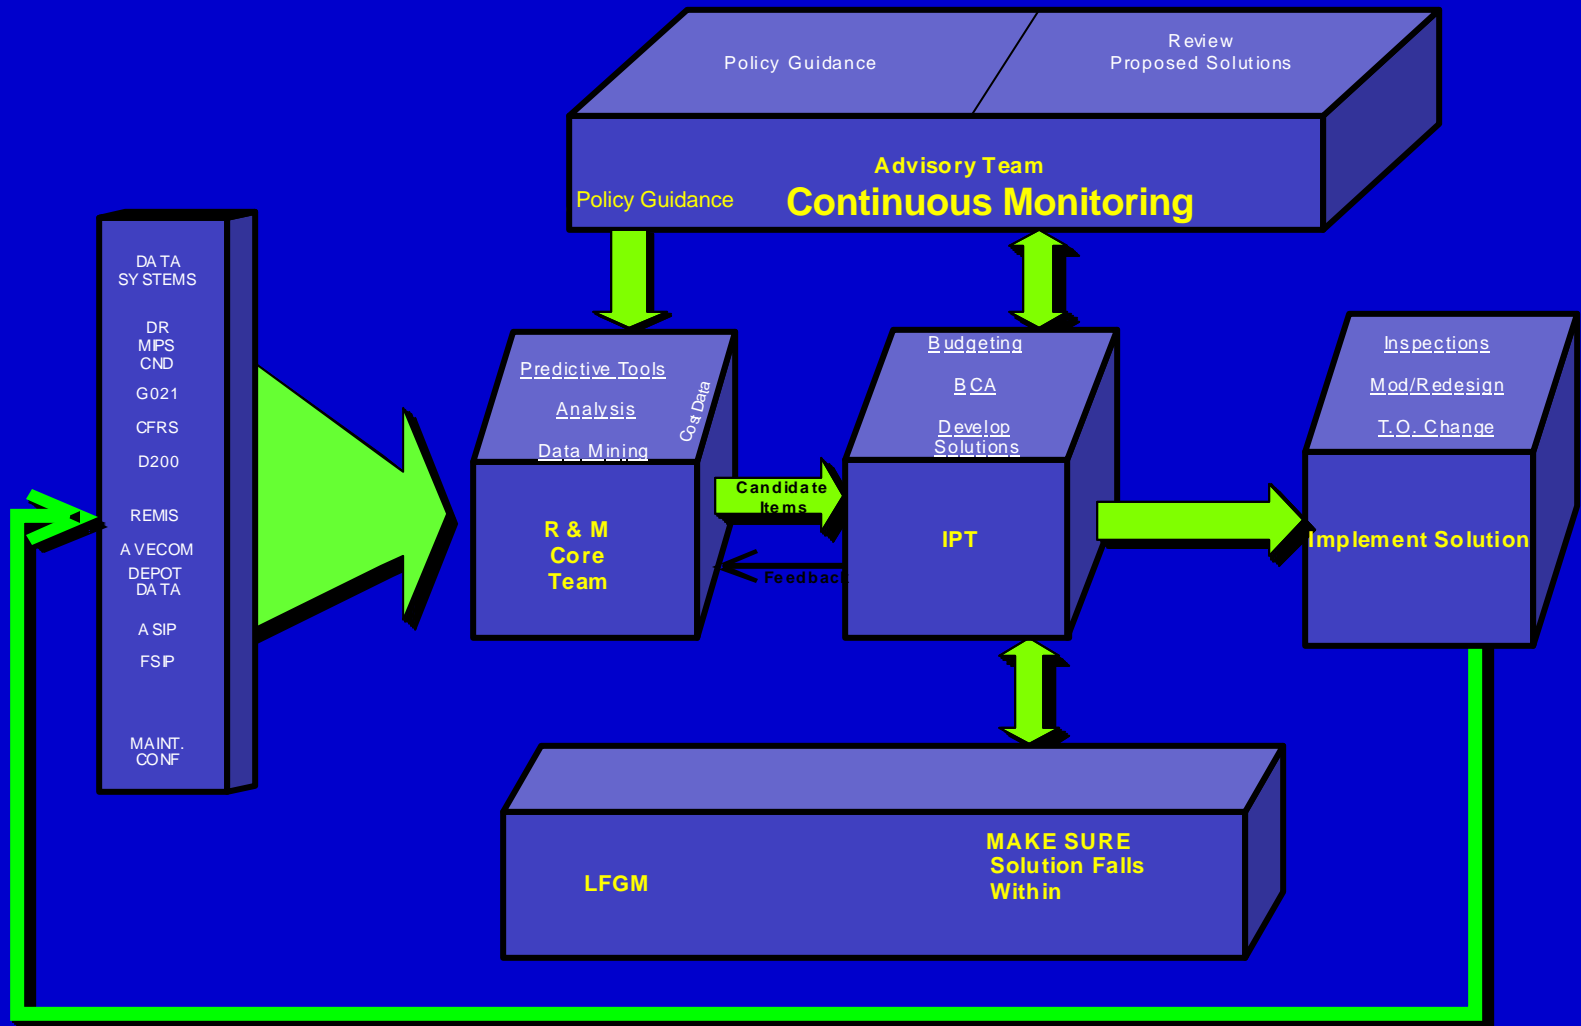 Policy Guidance
Review
Proposed Solutions
Advisory Team
Policy Guidance
Continuous Monitoring
DATA
SYSTEMS
DR
MIPS
CND
G021
CFRS
D200
REMIS
AVECOM
DEPOT
DATA
ASIP
FSIP
MAINT.
CONF
Predictive Tools
Analysis
Data Mining
Cost Data
R & M
Core
Team
Candidate
Items
Feedback
Budgeting
BCA
Develop
Solutions
IPT
Inspections
Mod/Redesign
T.O. Change
Implement Solution
LFGM
MAKE SURE
Solution Falls
Within